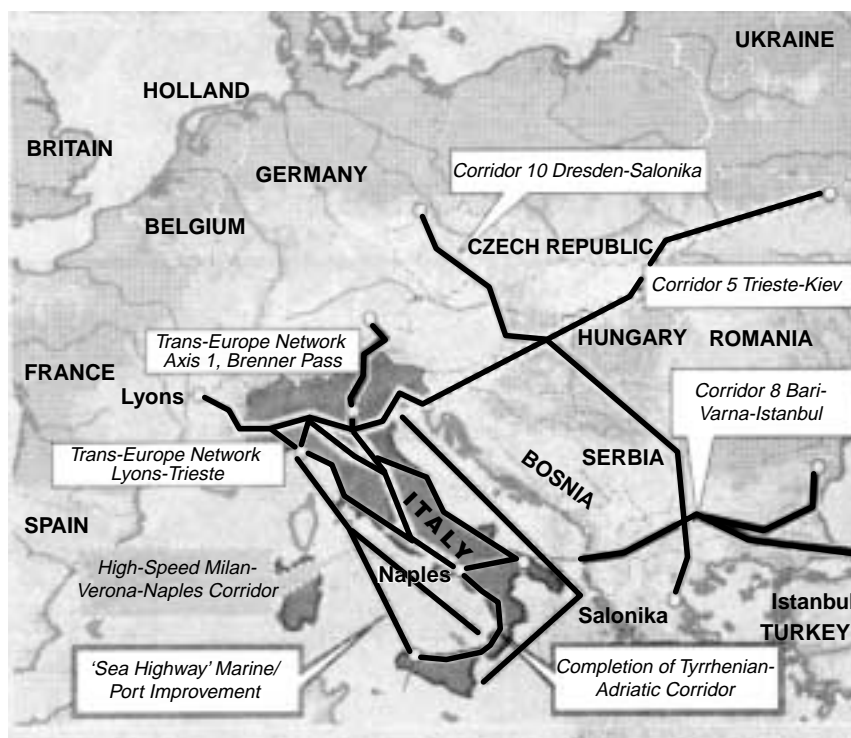 UKRAINE
HOLLAND
BRITAIN
GERMANY
Corridor 10 Dresden-Salonika
BELGIUM
CZECH REPUBLIC
Corridor 5 Trieste-Kiev
Trans-Europe Network
Axis 1, Brenner Pass
HUNGARY
ROMANIA
FRANCE
Lyons
Corridor 8 Bari-
Varna-Istanbul
Trans-Europe Network
Lyons-Trieste
SERBIA
BOSNIA
SPAIN
ITALY
High-Speed Milan-
Verona-Naples Corridor
Naples
Salonika
Istanbul
TURKEY
‘Sea Highway’ Marine/
Port Improvement
Completion of Tyrrhenian-
Adriatic Corridor